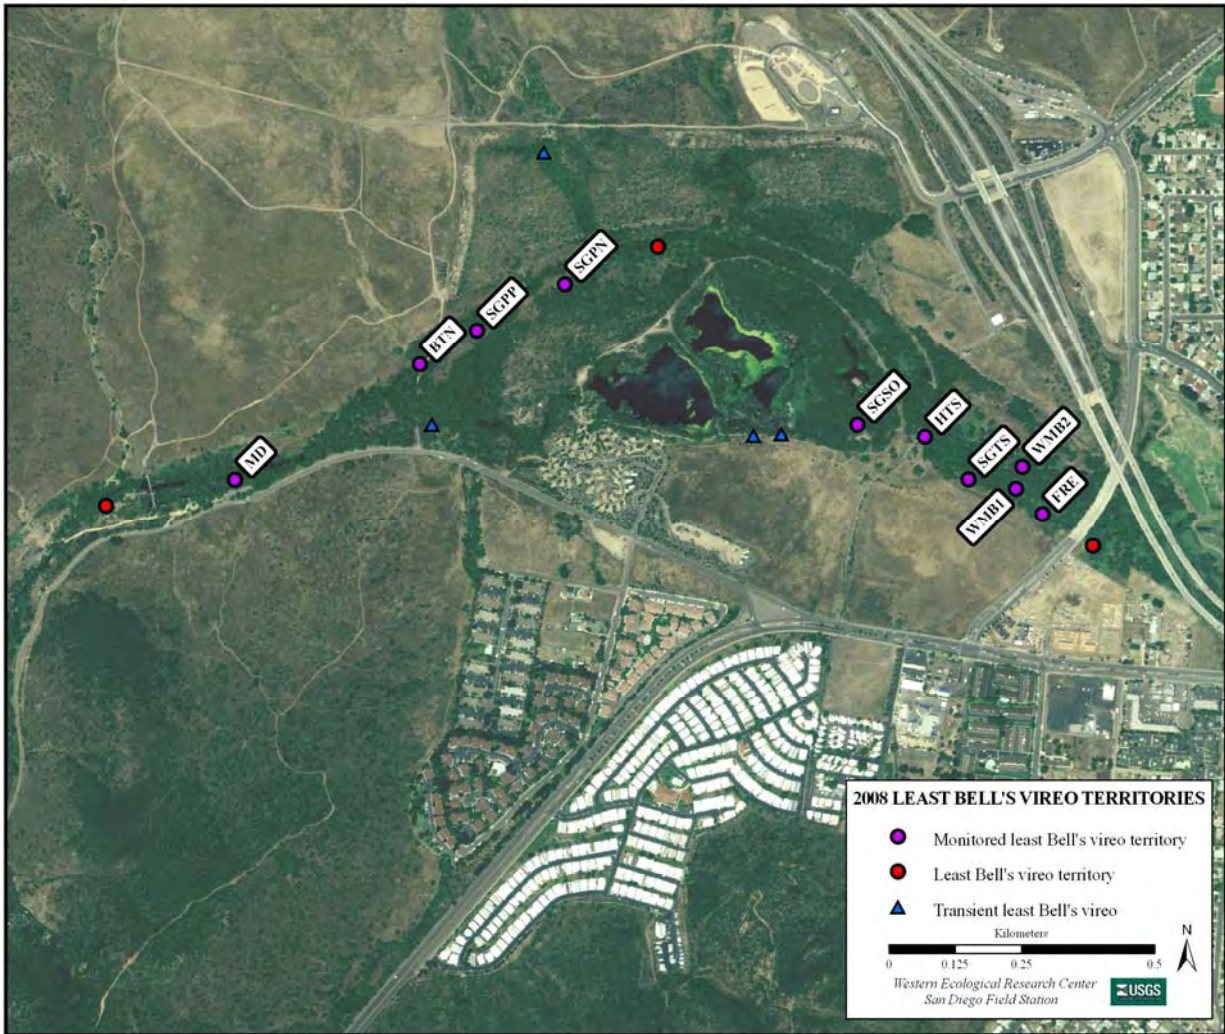 SGPN
SGPP
BTN
MD
SGSO
HTS
SGTS
WMB2
WMB1
FRE
2008 LEAST BELL'S VIREO TERRITORIES
Monitored least Bell's vireo territory
Least Bell's vireo territory
Transient least Bell's vireo
Kilometers
N
0 0.125 0.25 0.5
Western Ecological Research Center
San Diego Field Station
USGS